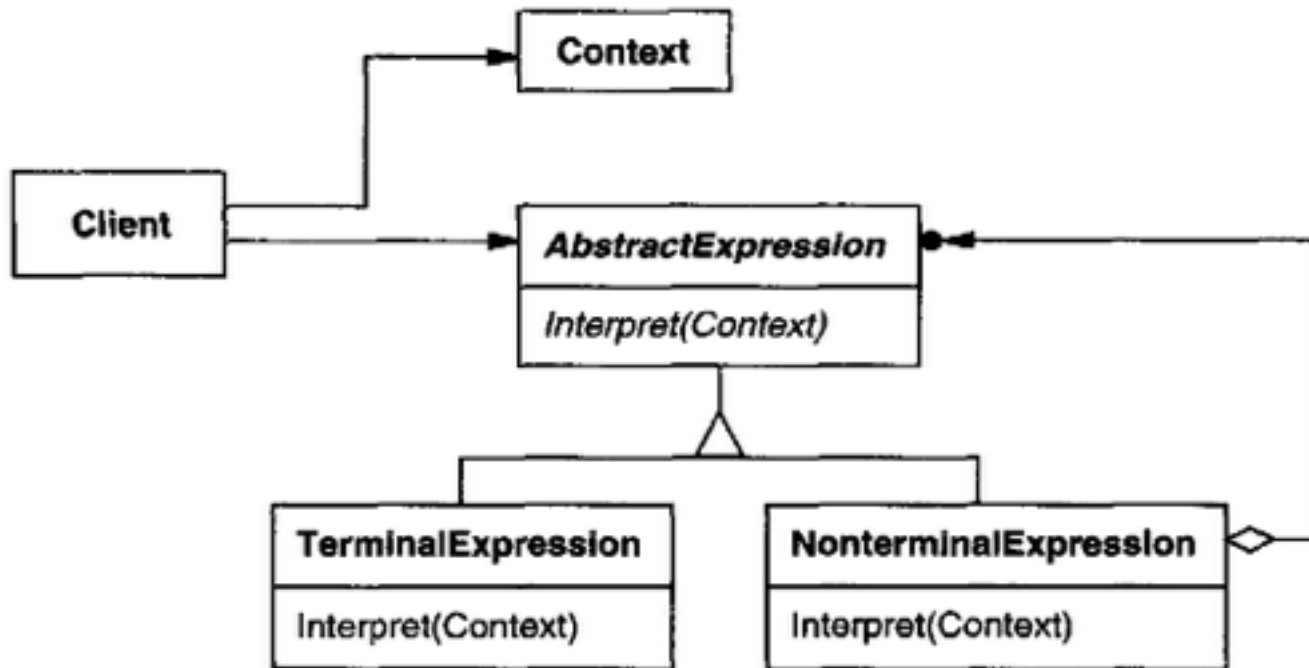 Context
Client
AbstractExpression
Interpret(Context)
TerminalExpression
NonterminalExpression
Interpret(Context)
Interpret(Context)